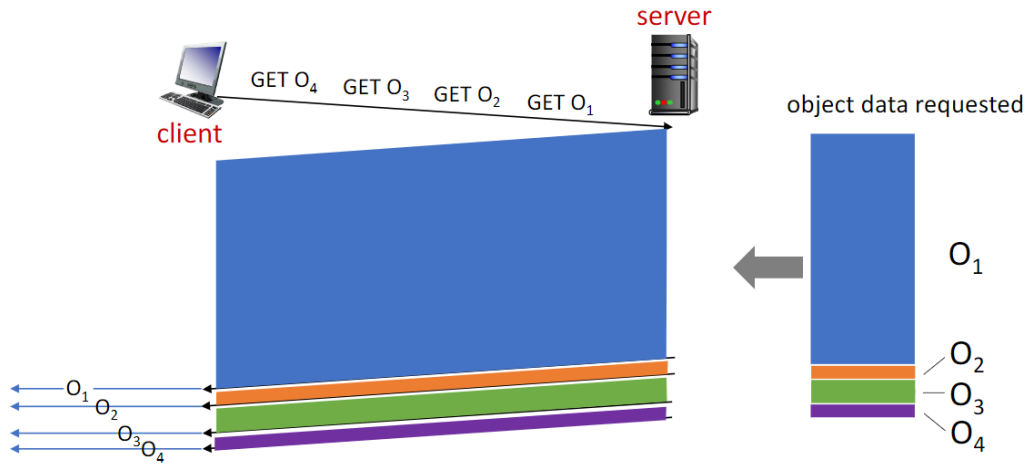 server
client
GET O₄ GET O₃ GET O₂ GET O₁
object data requested
O₁
O₂
O₃
O₄
O₁
O₂
O₃
O₄